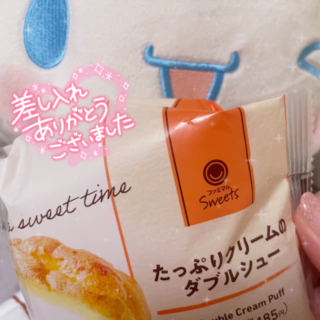 差し入れ
ありがとう
ございました
ファミマル
Sweets
sweet time
たっぷりクリームの
ダブルシュー
Double Cream Puff
185円